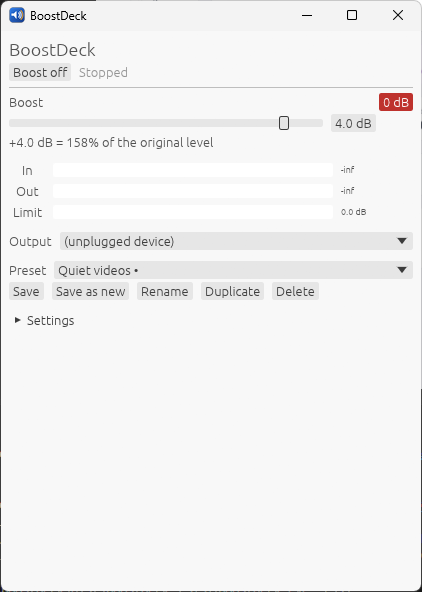 BoostDeck
BoostDeck
Boost off Stopped
Boost 0 dB
4.0 dB
+4.0 dB = 158% of the original level
In -inf
Out -inf
Limit 0.0 dB
Output (unplugged device)
Preset Quiet videos •
Save Save as new Rename Duplicate Delete
Settings